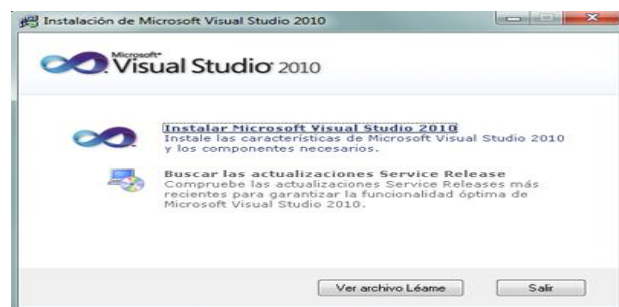 Instalación de Microsoft Visual Studio 2010
Microsoft®
Visual Studio® 2010
Instalar Microsoft Visual Studio 2010
Instale las características de Microsoft Visual Studio 2010
y los componentes necesarios.
Buscar las actualizaciones Service Release
Compruebe las actualizaciones Service Releases más
recientes para garantizar la funcionalidad óptima de
Microsoft Visual Studio 2010.
Ver archivo Léame
Salir